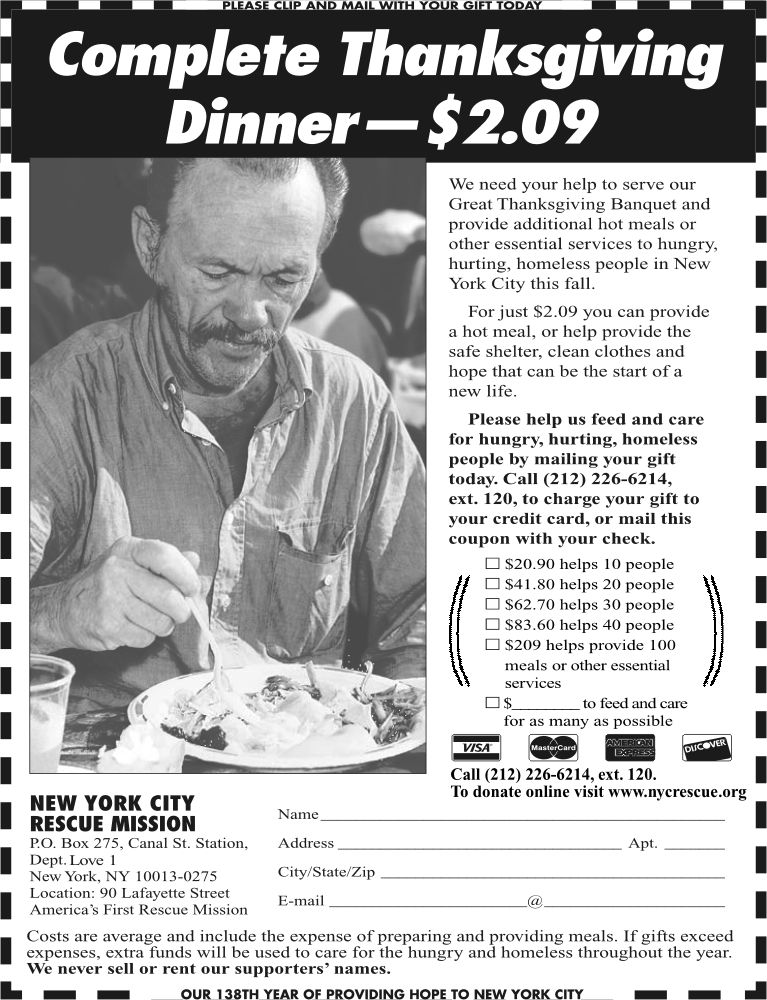 PLEASE CLIP AND MAIL WITH YOUR GIFT TODAY
Complete Thanksgiving
Dinner—$2.09
We need your help to serve our
Great Thanksgiving Banquet and
provide additional hot meals or
other essential services to hungry,
hurting, homeless people in New
York City this fall.
For just $2.09 you can provide
a hot meal, or help provide the
safe shelter, clean clothes and
hope that can be the start of a
new life.
Please help us feed and care
for hungry, hurting, homeless
people by mailing your gift
today. Call (212) 226-6214,
ext. 120, to charge your gift to
your credit card, or mail this
coupon with your check.
☐ $20.90 helps 10 people
☐ $41.80 helps 20 people
☐ $62.70 helps 30 people
☐ $83.60 helps 40 people
☐ $209 helps provide 100
meals or other essential
services
☐ $________ to feed and care
for as many as possible
VISA MasterCard AMERICAN EXPRESS DISCOVER
Call (212) 226-6214, ext. 120.
To donate online visit www.nycrescue.org
NEW YORK CITY
RESCUE MISSION
P.O. Box 275, Canal St. Station,
Dept. Love 1
New York, NY 10013-0275
Location: 90 Lafayette Street
America's First Rescue Mission
Name
Address Apt.
City/State/Zip
E-mail @
Costs are average and include the expense of preparing and providing meals. If gifts exceed
expenses, extra funds will be used to care for the hungry and homeless throughout the year.
We never sell or rent our supporters' names.
OUR 138TH YEAR OF PROVIDING HOPE TO NEW YORK CITY